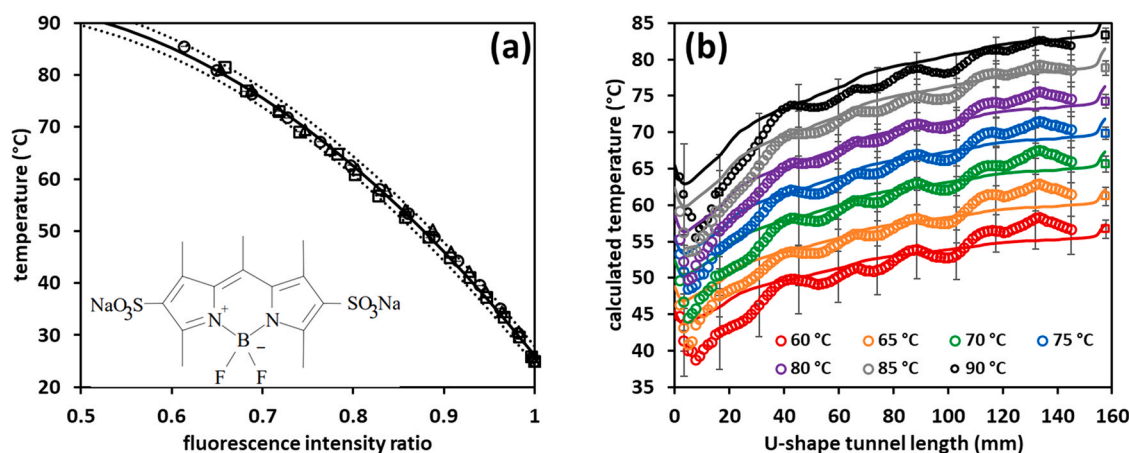 (a)
temperature (°C)
90
80
70
60
50
40
30
20
0.5
0.6
0.7
0.8
0.9
1
fluorescence intensity ratio
NaO3S
SO3Na
N+
N
B−
F
F
(b)
calculated temperature (°C)
85
80
75
70
65
60
55
50
45
40
35
0
20
40
60
80
100
120
140
160
U-shape tunnel length (mm)
60 °C 65 °C 70 °C 75 °C
80 °C 85 °C 90 °C